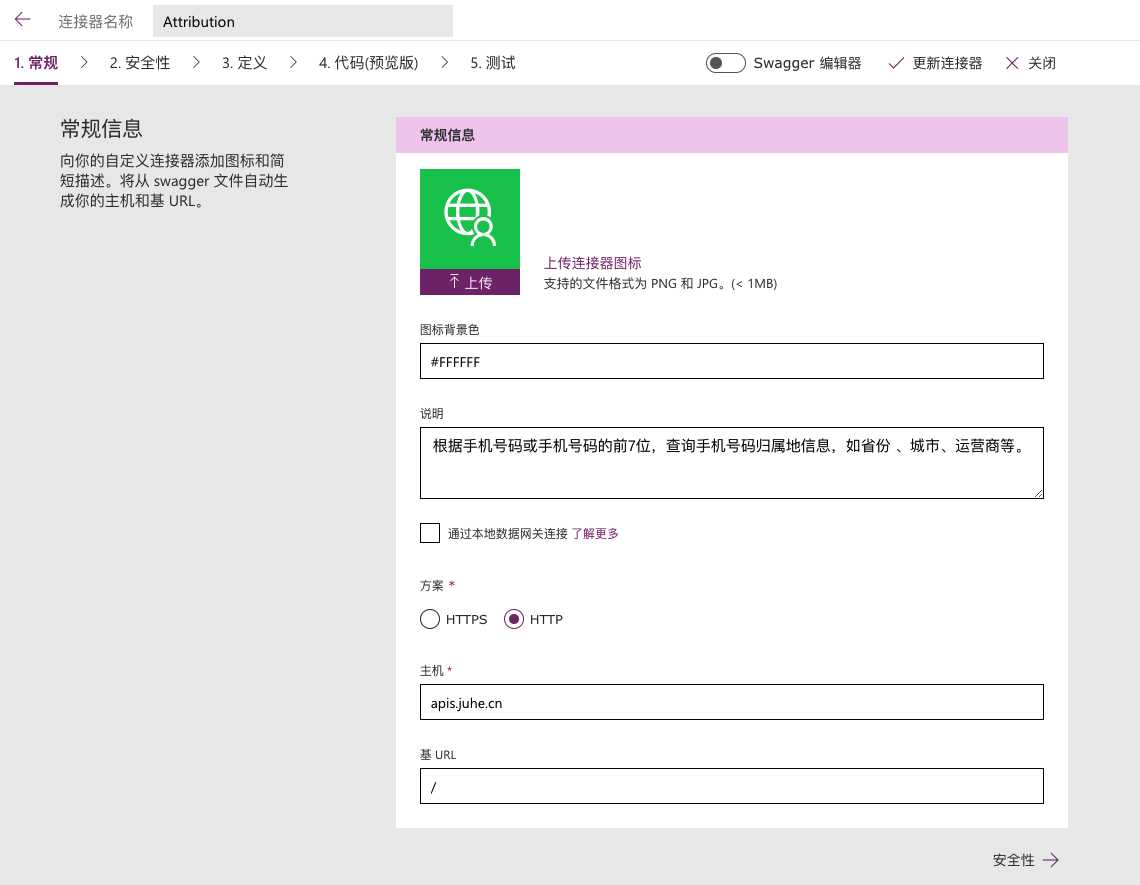 连接器名称 Attribution
1. 常规 2. 安全性 3. 定义 4. 代码(预览版) 5. 测试 Swagger 编辑器 更新连接器 关闭
常规信息
向你的自定义连接器添加图标和简
短描述。将从 swagger 文件自动生
成你的主机和基 URL。
常规信息
上传
上传连接器图标
支持的文件格式为 PNG 和 JPG。(< 1MB)
图标背景色
#FFFFFF
说明
根据手机号码或手机号码的前7位，查询手机号码归属地信息，如省份 、城市、运营商等。
通过本地数据网关连接 了解更多
方案 *
HTTPS HTTP
主机 *
apis.juhe.cn
基 URL
/
安全性